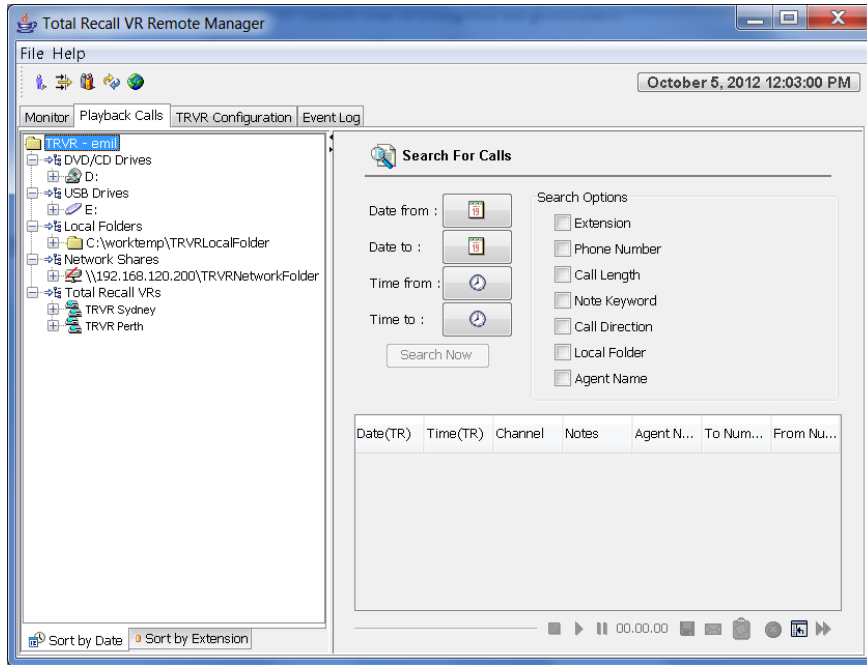 Total Recall VR Remote Manager
File Help
October 5, 2012 12:03:00 PM
Monitor Playback Calls TRVR Configuration Event Log
TRVR - emil
DVD/CD Drives
D:
USB Drives
E:
Local Folders
C:\worktemp\TRVRLocalFolder
Network Shares
\\192.168.120.200\TRVRNetworkFolder
Total Recall VRs
TRVR Sydney
TRVR Perth
Sort by Date Sort by Extension
Search For Calls
Date from : 19
Date to : 19
Time from :
Time to :
Search Now
Search Options
Extension
Phone Number
Call Length
Note Keyword
Call Direction
Local Folder
Agent Name
Date(TR) Time(TR) Channel Notes Agent N... To Num... From Nu...
00.00.00